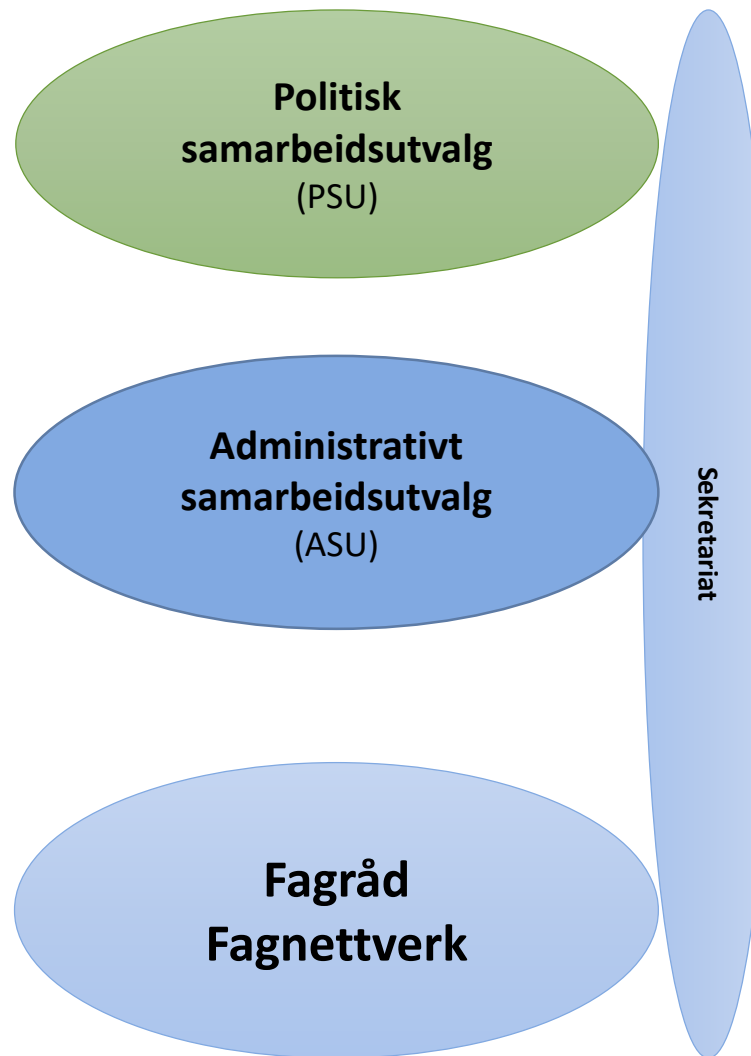 Politisk
samarbeidsutvalg
(PSU)
Administrativt
samarbeidsutvalg
(ASU)
Sekretariat
Fagråd
Fagnettverk